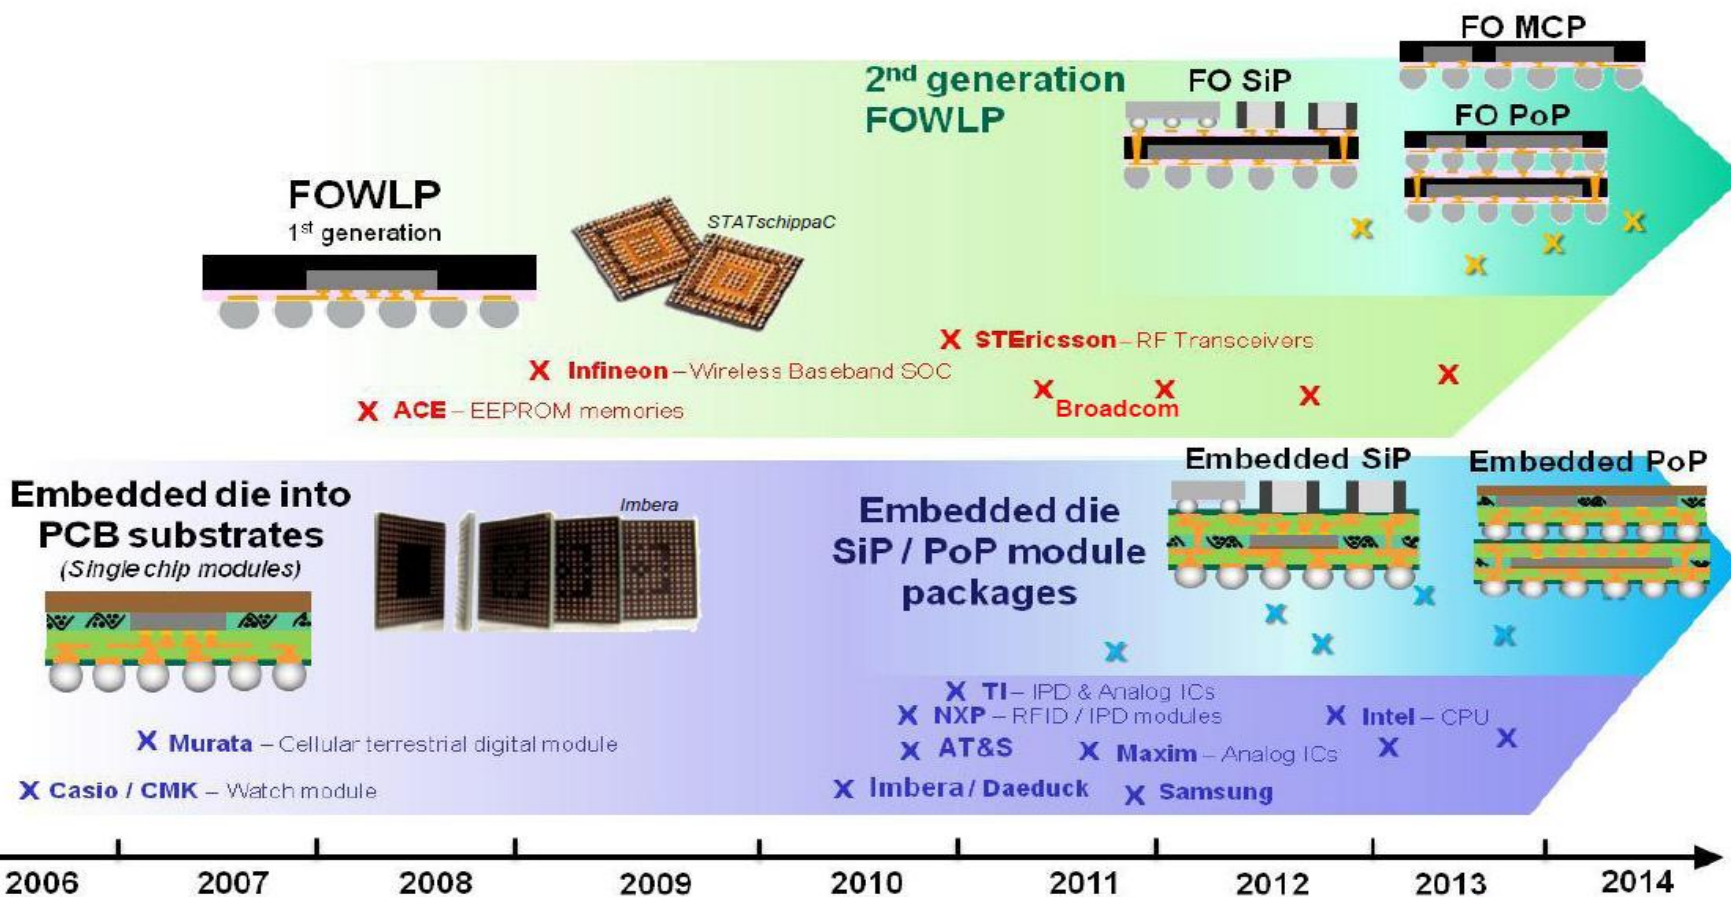 FO MCP
2nd generation
FOWLP
FO SiP
FO PoP
FOWLP
1st generation
STATschippaC
X STEricsson – RF Transceivers
X Infineon – Wireless Baseband SOC
X X X X
Broadcom
X ACE – EEPROM memories
Embedded SiP
Embedded PoP
Embedded die into
PCB substrates
(Single chip modules)
Imbera
Embedded die
SiP / PoP module
packages
X TI – IPD & Analog ICs
X NXP – RFID / IPD modules
X Intel – CPU
X Murata – Cellular terrestrial digital module
X AT&S
X Maxim – Analog ICs
X Casio / CMK – Watch module
X Imbera / Daeduck
X Samsung
2006 2007 2008 2009 2010 2011 2012 2013 2014